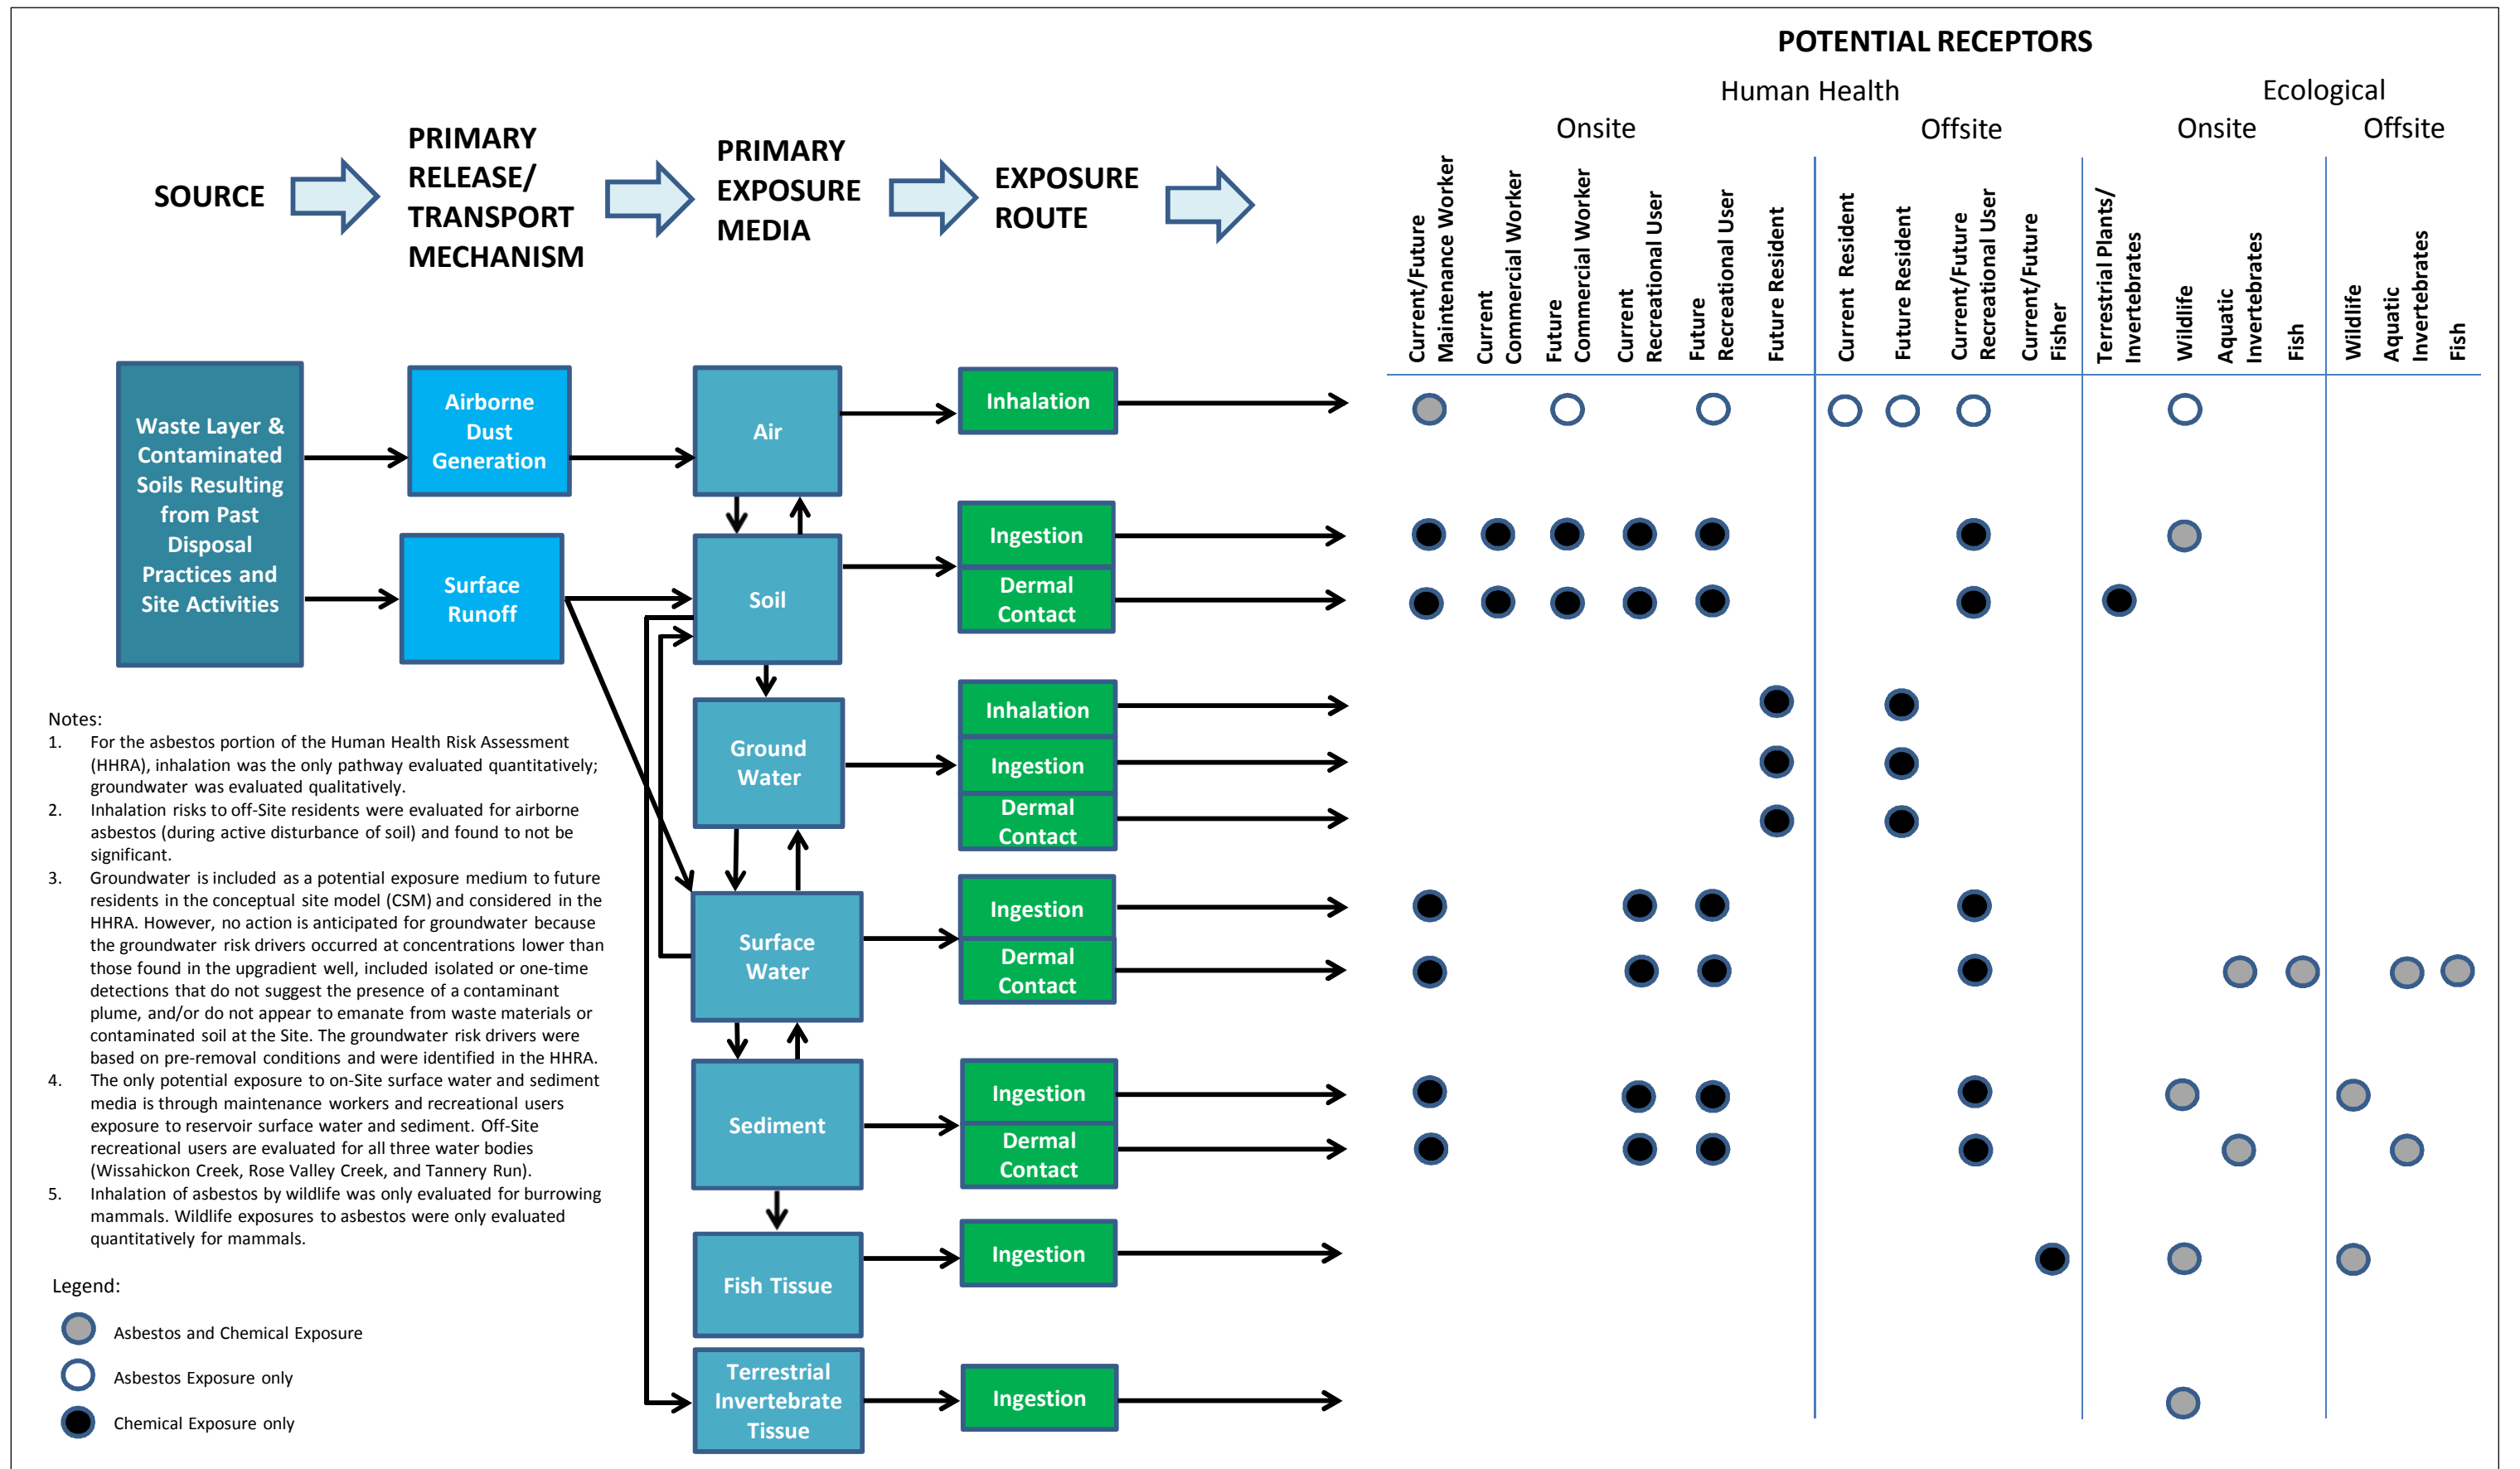 POTENTIAL RECEPTORS
Human Health
Ecological
Onsite
Offsite
Onsite
Offsite
SOURCE
PRIMARY
RELEASE/
TRANSPORT
MECHANISM
PRIMARY
EXPOSURE
MEDIA
EXPOSURE
ROUTE
Current/Future
Maintenance Worker
Current
Commercial Worker
Future
Commercial Worker
Current
Recreational User
Future
Recreational User
Future Resident
Current Resident
Future Resident
Current/Future
Recreational User
Current/Future
Fisher
Terrestrial Plants/
Invertebrates
Wildlife
Aquatic
Invertebrates
Fish
Wildlife
Aquatic
Invertebrates
Fish
Waste Layer &
Contaminated
Soils Resulting
from Past
Disposal
Practices and
Site Activities
Airborne
Dust
Generation
Surface
Runoff
Air
Inhalation
Soil
Ingestion
Dermal
Contact
Ground
Water
Inhalation
Ingestion
Dermal
Contact
Surface
Water
Ingestion
Dermal
Contact
Sediment
Ingestion
Dermal
Contact
Fish Tissue
Ingestion
Terrestrial
Invertebrate
Tissue
Ingestion
Notes:
1. For the asbestos portion of the Human Health Risk Assessment
(HHRA), inhalation was the only pathway evaluated quantitatively;
groundwater was evaluated qualitatively.
2. Inhalation risks to off-Site residents were evaluated for airborne
asbestos (during active disturbance of soil) and found to not be
significant.
3. Groundwater is included as a potential exposure medium to future
residents in the conceptual site model (CSM) and considered in the
HHRA. However, no action is anticipated for groundwater because
the groundwater risk drivers occurred at concentrations lower than
those found in the upgradient well, included isolated or one-time
detections that do not suggest the presence of a contaminant
plume, and/or do not appear to emanate from waste materials or
contaminated soil at the Site. The groundwater risk drivers were
based on pre-removal conditions and were identified in the HHRA.
4. The only potential exposure to on-Site surface water and sediment
media is through maintenance workers and recreational users
exposure to reservoir surface water and sediment. Off-Site
recreational users are evaluated for all three water bodies
(Wissahickon Creek, Rose Valley Creek, and Tannery Run).
5. Inhalation of asbestos by wildlife was only evaluated for burrowing
mammals. Wildlife exposures to asbestos were only evaluated
quantitatively for mammals.
Legend:
Asbestos and Chemical Exposure
Asbestos Exposure only
Chemical Exposure only